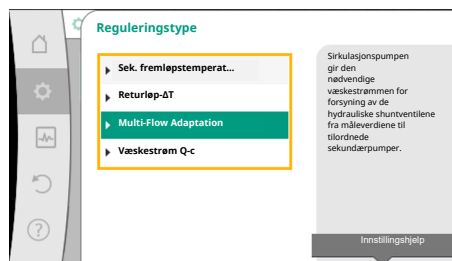 Reguleringstype
Sek. fremløpstemperat...
Returløp-ΔT
Multi-Flow Adaptation
Væskestrøm Q-c
Sirkulasjonspumpen
gir den
nødvendige
væskestrømmen for
forsyning av de
hydrauliske shuntventilene
fra måleverdiene til
tilordnede
sekundærpumper.
Innstillingshjelp